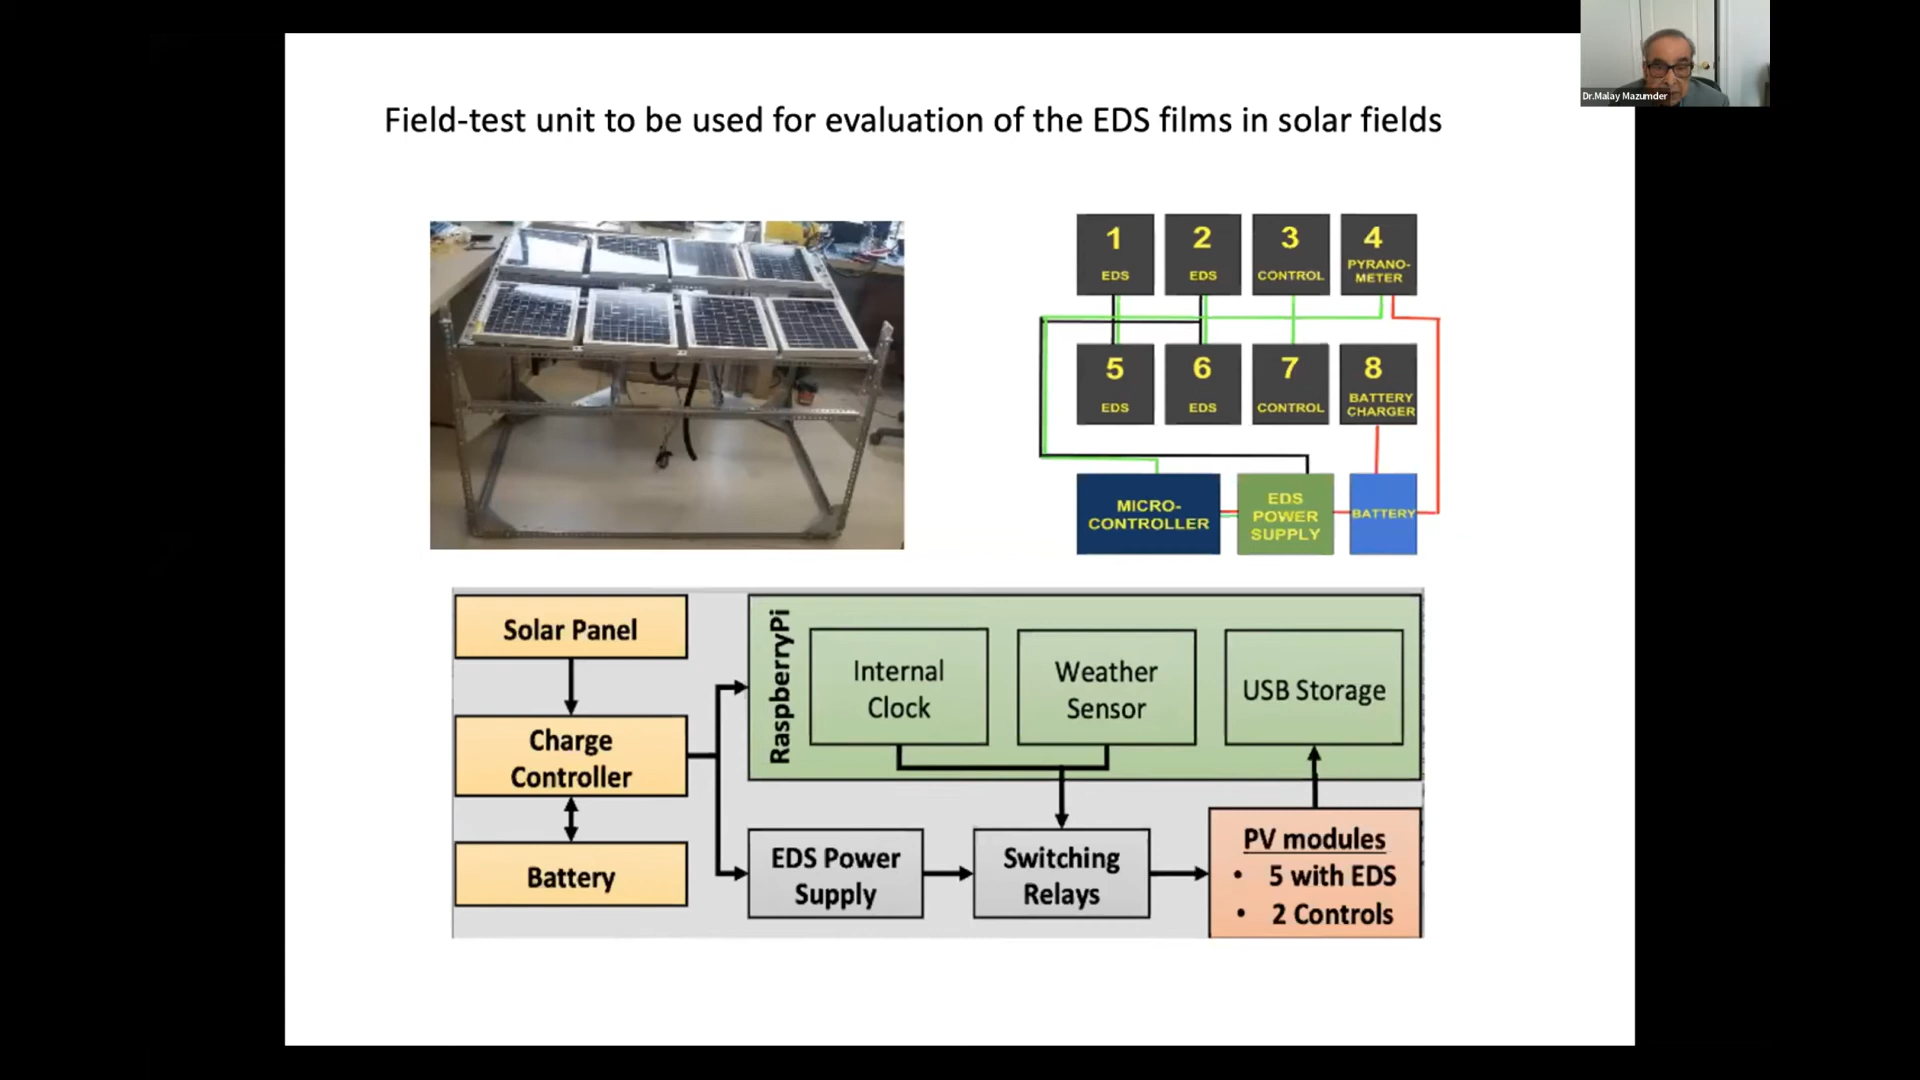 Dr.Malay Mazumder
Field-test unit to be used for evaluation of the EDS films in solar fields
1
EDS
2
EDS
3
CONTROL
4
PYRANO-
METER
5
EDS
6
EDS
7
CONTROL
8
BATTERY
CHARGER
MICRO-
CONTROLLER
EDS
POWER
SUPPLY
BATTERY
Solar Panel
Charge
Controller
Battery
RaspberryPi
Internal
Clock
Weather
Sensor
USB Storage
EDS Power
Supply
Switching
Relays
PV modules
• 5 with EDS
• 2 Controls